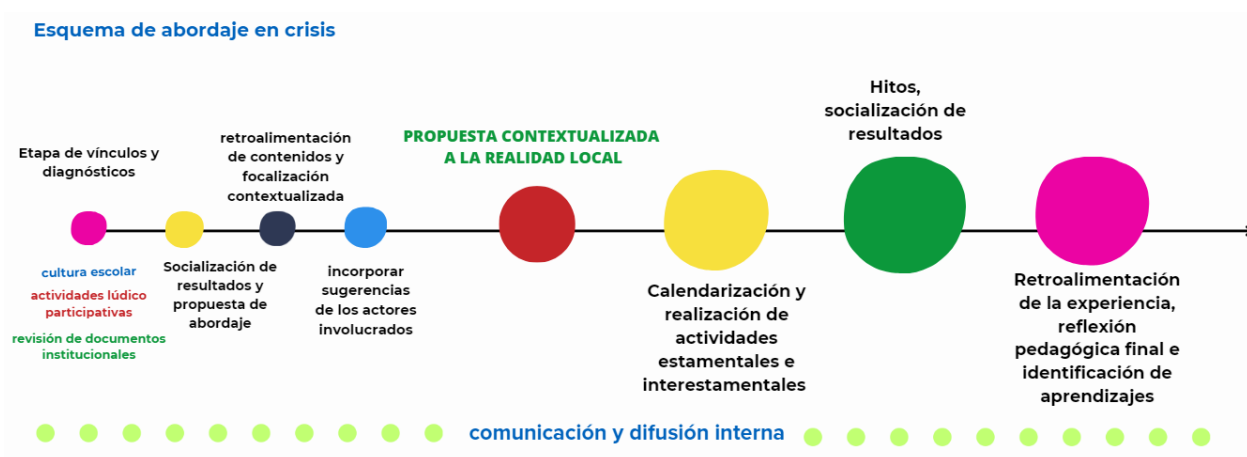 Esquema de abordaje en crisis
Etapa de vínculos y
diagnósticos
cultura escolar
actividades lúdico
participativas
revisión de documentos
institucionales
Socialización de
resultados y
propuesta de
abordaje
retroalimentación
de contenidos y
focalización
contextualizada
incorporar
sugerencias
de los actores
involucrados
PROPUESTA CONTEXTUALIZADA
A LA REALIDAD LOCAL
Calendarización y
realización de
actividades
estamentales e
interestamentales
Hitos,
socialización de
resultados
Retroalimentación
de la experiencia,
reflexión
pedagógica final e
identificación de
aprendizajes
comunicación y difusión interna